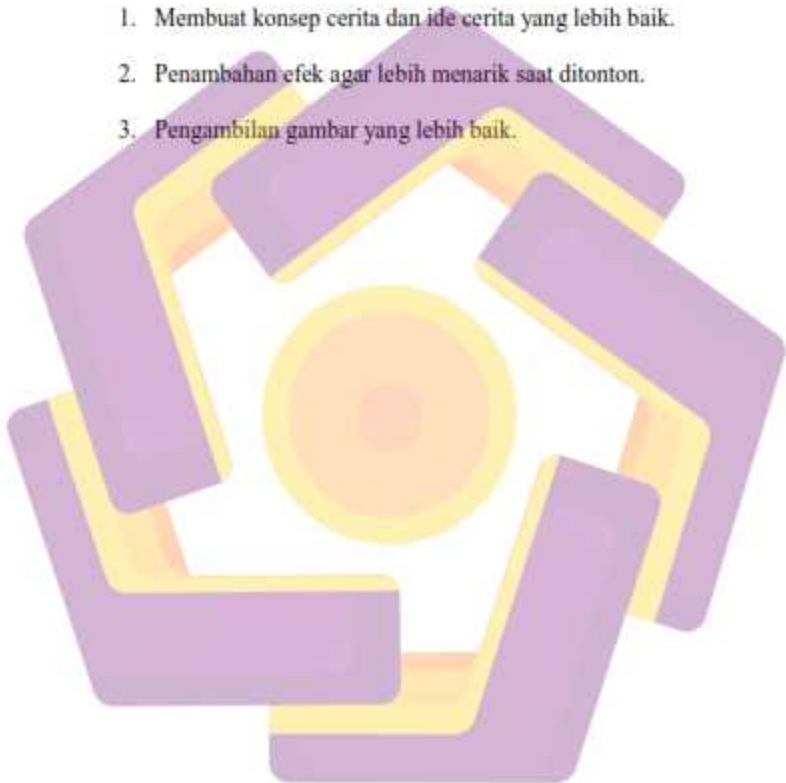 1. Membuat konsep cerita dan ide cerita yang lebih baik.
2. Penambahan efek agar lebih menarik saat ditonton.
3. Pengambilan gambar yang lebih baik.